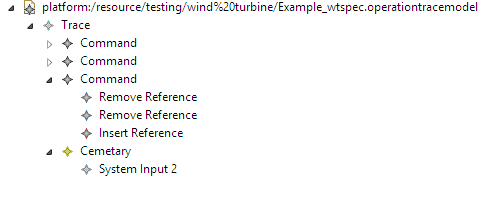 platform:/resource/testing/wind%20turbine/Example_wtspec.operationtracemodel
Trace
Command
Command
Command
Remove Reference
Remove Reference
Insert Reference
Cemetary
System Input 2